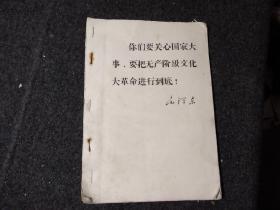 你们要关心国家大
事，要把无产阶级文化
大革命进行到底！
毛泽东